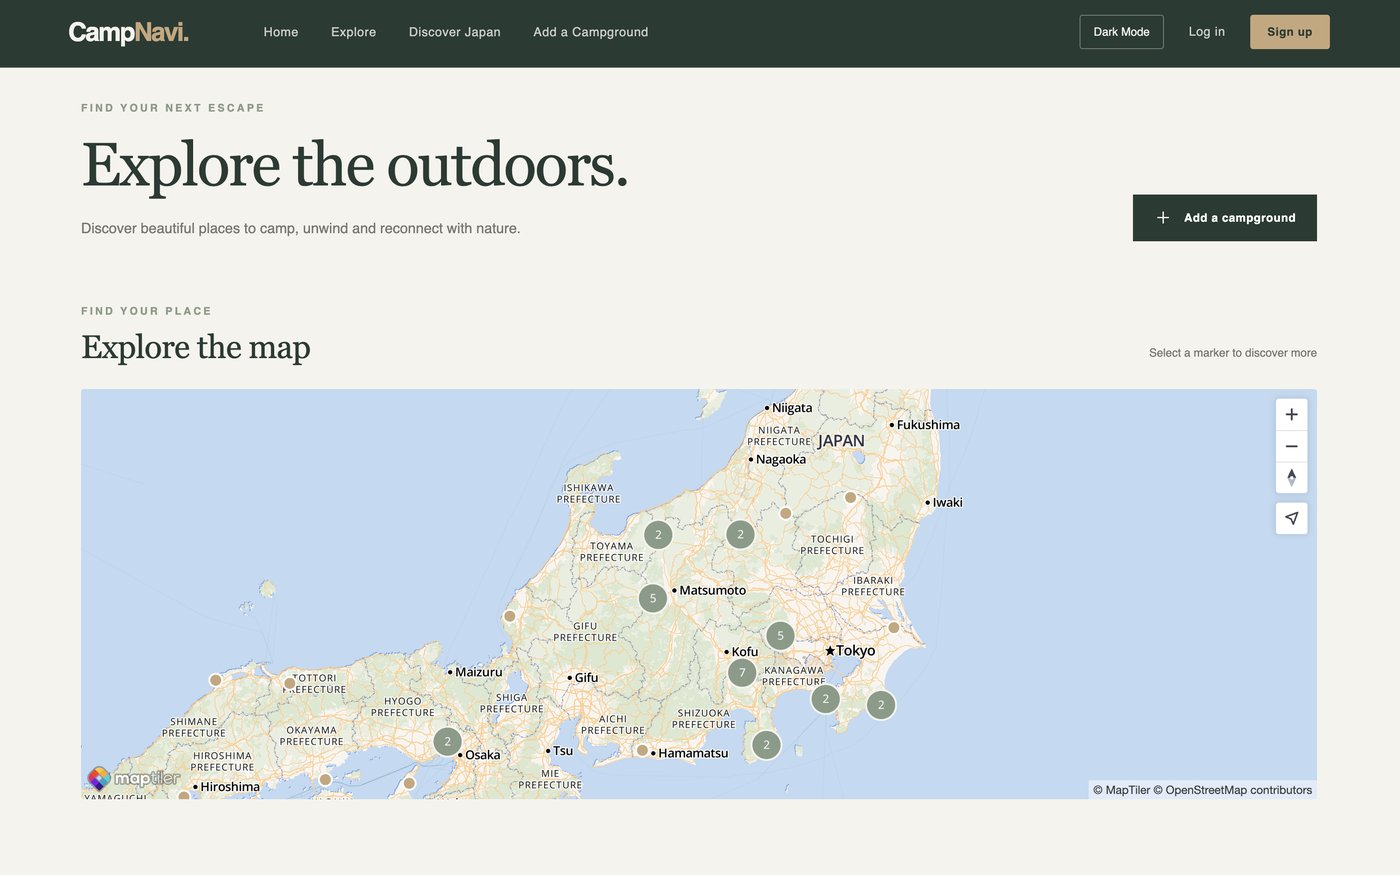 CampNavi.
Home
Explore
Discover Japan
Add a Campground
Dark Mode
Log in
Sign up
FIND YOUR NEXT ESCAPE
Explore the outdoors.
Discover beautiful places to camp, unwind and reconnect with nature.
+ Add a campground
FIND YOUR PLACE
Explore the map
Select a marker to discover more
Niigata
NIIGATA
PREFECTURE
JAPAN
Fukushima
Nagaoka
ISHIKAWA
PREFECTURE
Iwaki
2
2
TOYAMA
PREFECTURE
TOCHIGI
PREFECTURE
5
Matsumoto
IBARAKI
PREFECTURE
GIFU
PREFECTURE
5
Kofu
Tokyo
7
KANAGAWA
PREFECTURE
Maizuru
Gifu
TOTTORI
PREFECTURE
HYOGO
PREFECTURE
SHIGA
PREFECTURE
2
2
SHIMANE
PREFECTURE
OKAYAMA
PREFECTURE
AICHI
PREFECTURE
SHIZUOKA
PREFECTURE
2
Osaka
Tsu
Hamamatsu
2
HIROSHIMA
PREFECTURE
MIE
PREFECTURE
maptiler
Hiroshima
YAMAGUCHI
© MapTiler © OpenStreetMap contributors